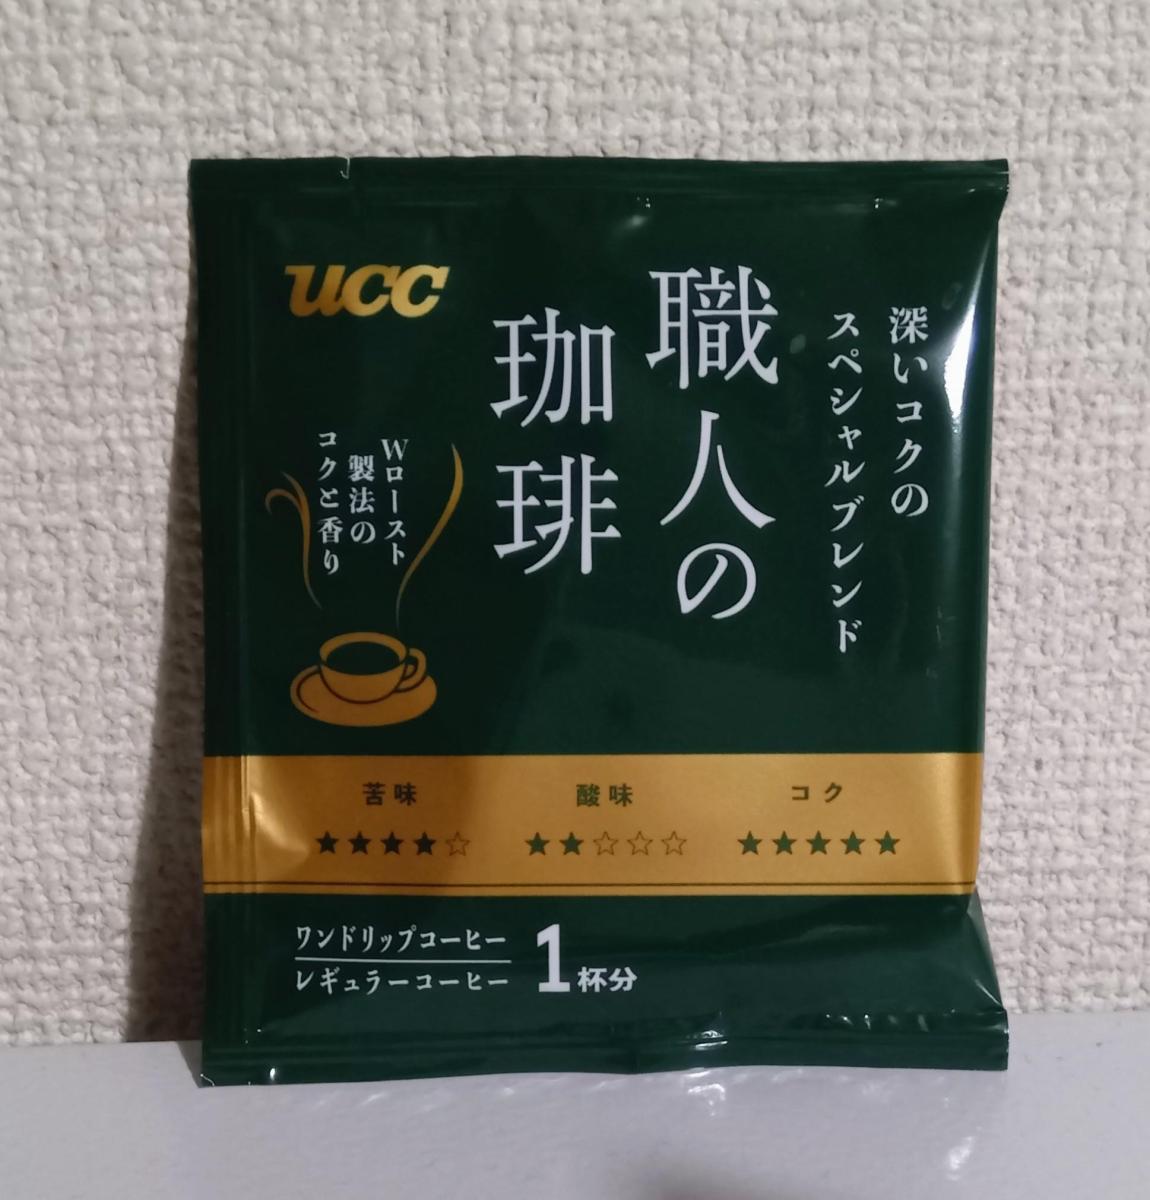 UCC
深いコクの
スペシャルブレンド
職人の
珈琲
Wロースト
製法の
コクと香り
苦味
★★★★☆
酸味
★★☆☆☆
コク
★★★★★
ワンドリップコーヒー
レギュラーコーヒー
1杯分